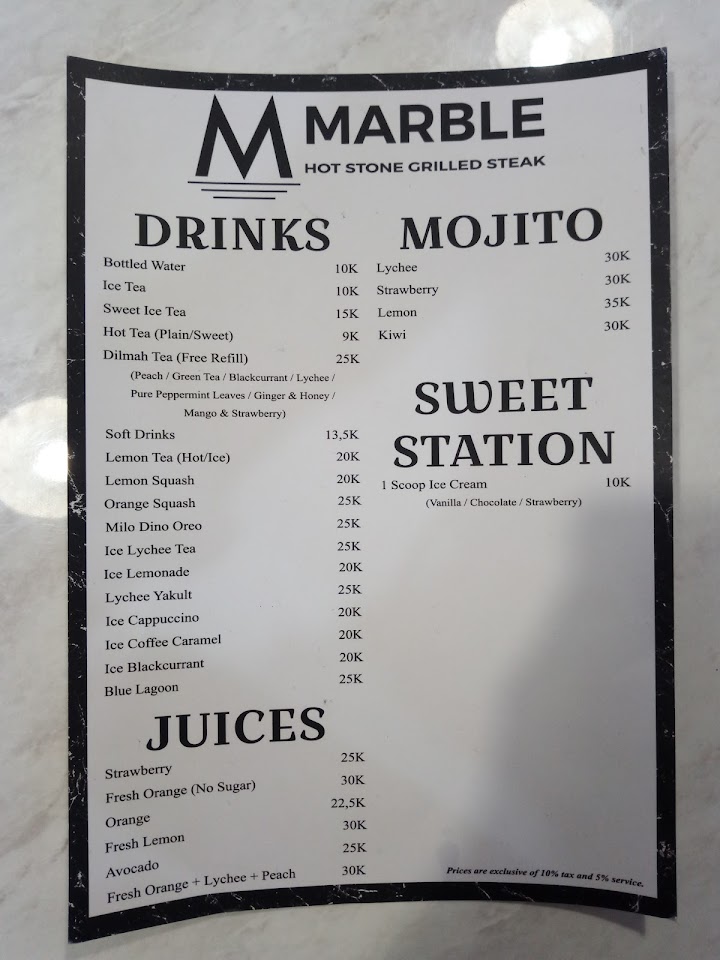 M MARBLE
HOT STONE GRILLED STEAK
DRINKS
Bottled Water 10K
Ice Tea 10K
Sweet Ice Tea 15K
Hot Tea (Plain/Sweet) 9K
Dilmah Tea (Free Refill) 25K
(Peach / Green Tea / Blackcurrant / Lychee /
Pure Peppermint Leaves / Ginger & Honey /
Mango & Strawberry)
Soft Drinks 13,5K
Lemon Tea (Hot/Ice) 20K
Lemon Squash 20K
Orange Squash 25K
Milo Dino Oreo 25K
Ice Lychee Tea 25K
Ice Lemonade 20K
Lychee Yakult 25K
Ice Cappuccino 20K
Ice Coffee Caramel 20K
Ice Blackcurrant 20K
Blue Lagoon 25K
JUICES
Strawberry 25K
Fresh Orange (No Sugar) 30K
Orange 22,5K
Fresh Lemon 30K
Avocado 25K
Fresh Orange + Lychee + Peach 30K
MOJITO
Lychee 30K
Strawberry 30K
Lemon 35K
Kiwi 30K
SWEET
STATION
1 Scoop Ice Cream 10K
(Vanilla / Chocolate / Strawberry)
Prices are exclusive of 10% tax and 5% service.